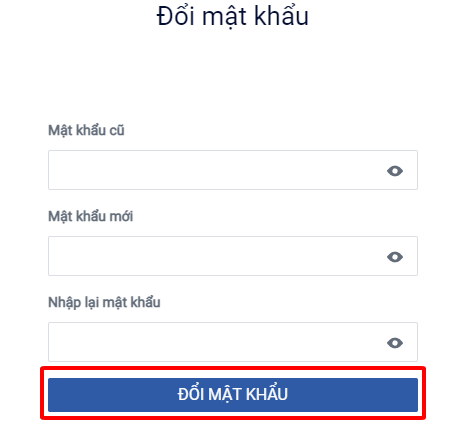 Đổi mật khẩu
Mật khẩu cũ
Mật khẩu mới
Nhập lại mật khẩu
ĐỔI MẬT KHẨU